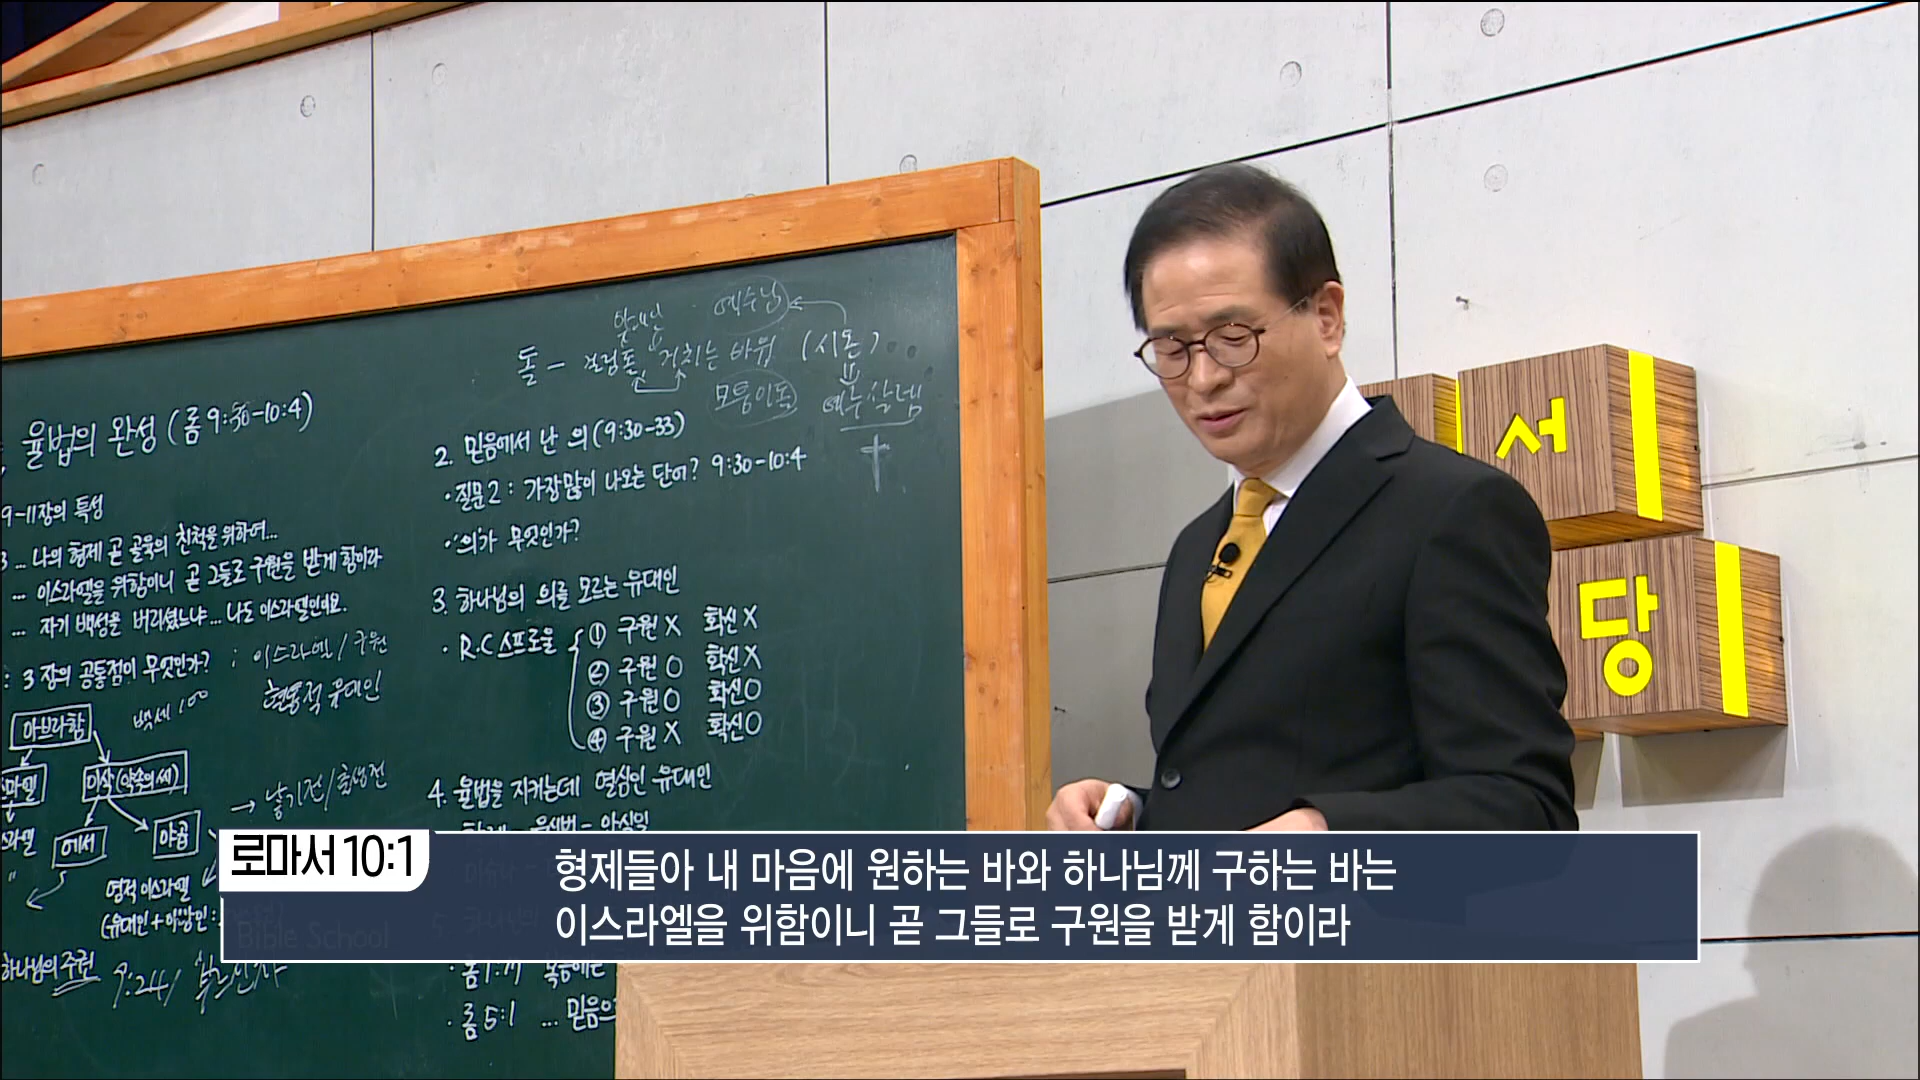 예수님
돌 - 걸림돌 거치는 바위 (시온)
모퉁이돌 예루살렘
율법의 완성 (롬 9:30-10:4)
9-11장의 특성
3 ... 나의 형제 곧 골육의 친척을 위하여...
... 이스라엘을 위함이니 곧 그들로 구원을 받게 함이라
... 자기 백성을 버리셨느냐 ... 나도 이스라엘인이요.
: 3장의 공통점이 무엇인가? ; 이스라엘 / 구원
혈통적 유대인
아브라함 백세 100
이삭 (약속의 씨)
→ 낳기전/출생전
에서 야곱
영적 이스라엘
(유대인 + 이방인:
하나님의 주권 9:24/
2. 믿음에서 난 의 (9:30-33)
· 질문2 : 가장많이 나오는 단어? 9:30-10:4
· '의'가 무엇인가?
3. 하나님의 의를 모르는 유대인
· R.C 스프로울 ① 구원 X 확신 X
② 구원 O 확신 X
③ 구원 O 확신 O
④ 구원 X 확신 O
4. 율법을 지키는데 열심인 유대인
· 롬 1:17 복음에는
· 롬 5:1 ... 믿음으
서
당
로마서 10:1
형제들아 내 마음에 원하는 바와 하나님께 구하는 바는
이스라엘을 위함이니 곧 그들로 구원을 받게 함이라
Bible School